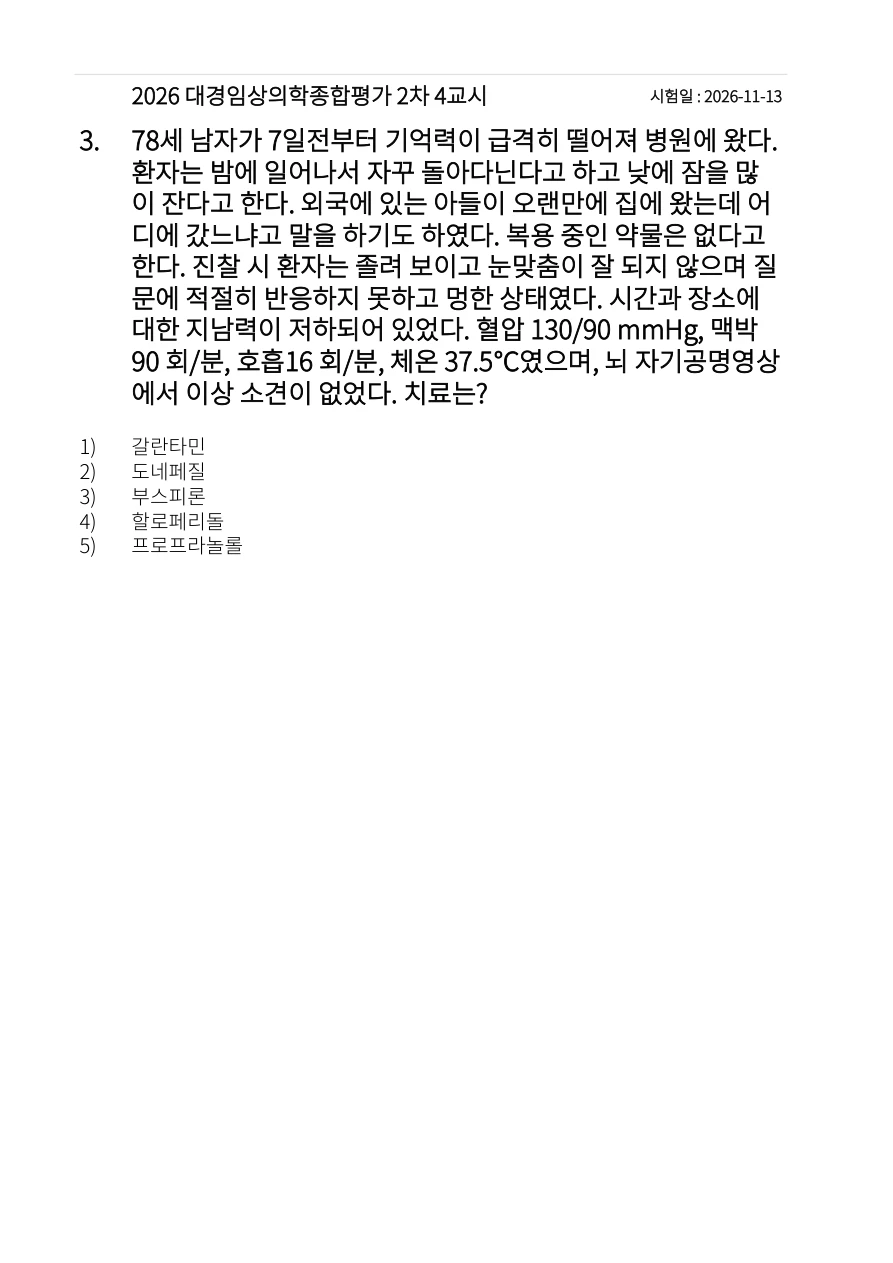 2026 대경임상의학종합평가 2차 4교시 시험일 : 2026-11-13
3. 78세 남자가 7일전부터 기억력이 급격히 떨어져 병원에 왔다.
환자는 밤에 일어나서 자꾸 돌아다닌다고 하고 낮에 잠을 많
이 잔다고 한다. 외국에 있는 아들이 오랜만에 집에 왔는데 어
디에 갔느냐고 말을 하기도 하였다. 복용 중인 약물은 없다고
한다. 진찰 시 환자는 졸려 보이고 눈맞춤이 잘 되지 않으며 질
문에 적절히 반응하지 못하고 멍한 상태였다. 시간과 장소에
대한 지남력이 저하되어 있었다. 혈압 130/90 mmHg, 맥박
90 회/분, 호흡16 회/분, 체온 37.5℃였으며, 뇌 자기공명영상
에서 이상 소견이 없었다. 치료는?
1) 갈란타민
2) 도네페질
3) 부스피론
4) 할로페리돌
5) 프로프라놀롤